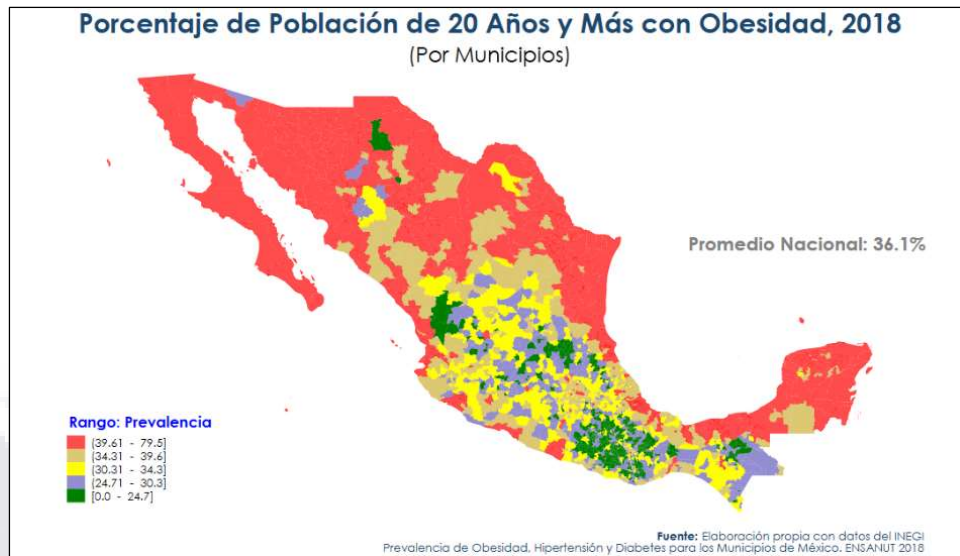 Porcentaje de Población de 20 Años y Más con Obesidad, 2018
(Por Municipios)
Promedio Nacional: 36.1%
Rango: Prevalencia
(39.61 - 79.5]
(34.31 - 39.6]
(30.31 - 34.3]
(24.71 - 30.3]
[0.0 - 24.7]
Fuente: Elaboración propia con datos del INEGI
Prevalencia de Obesidad, Hipertensión y Diabetes para los Municipios de México. ENSANUT 2018